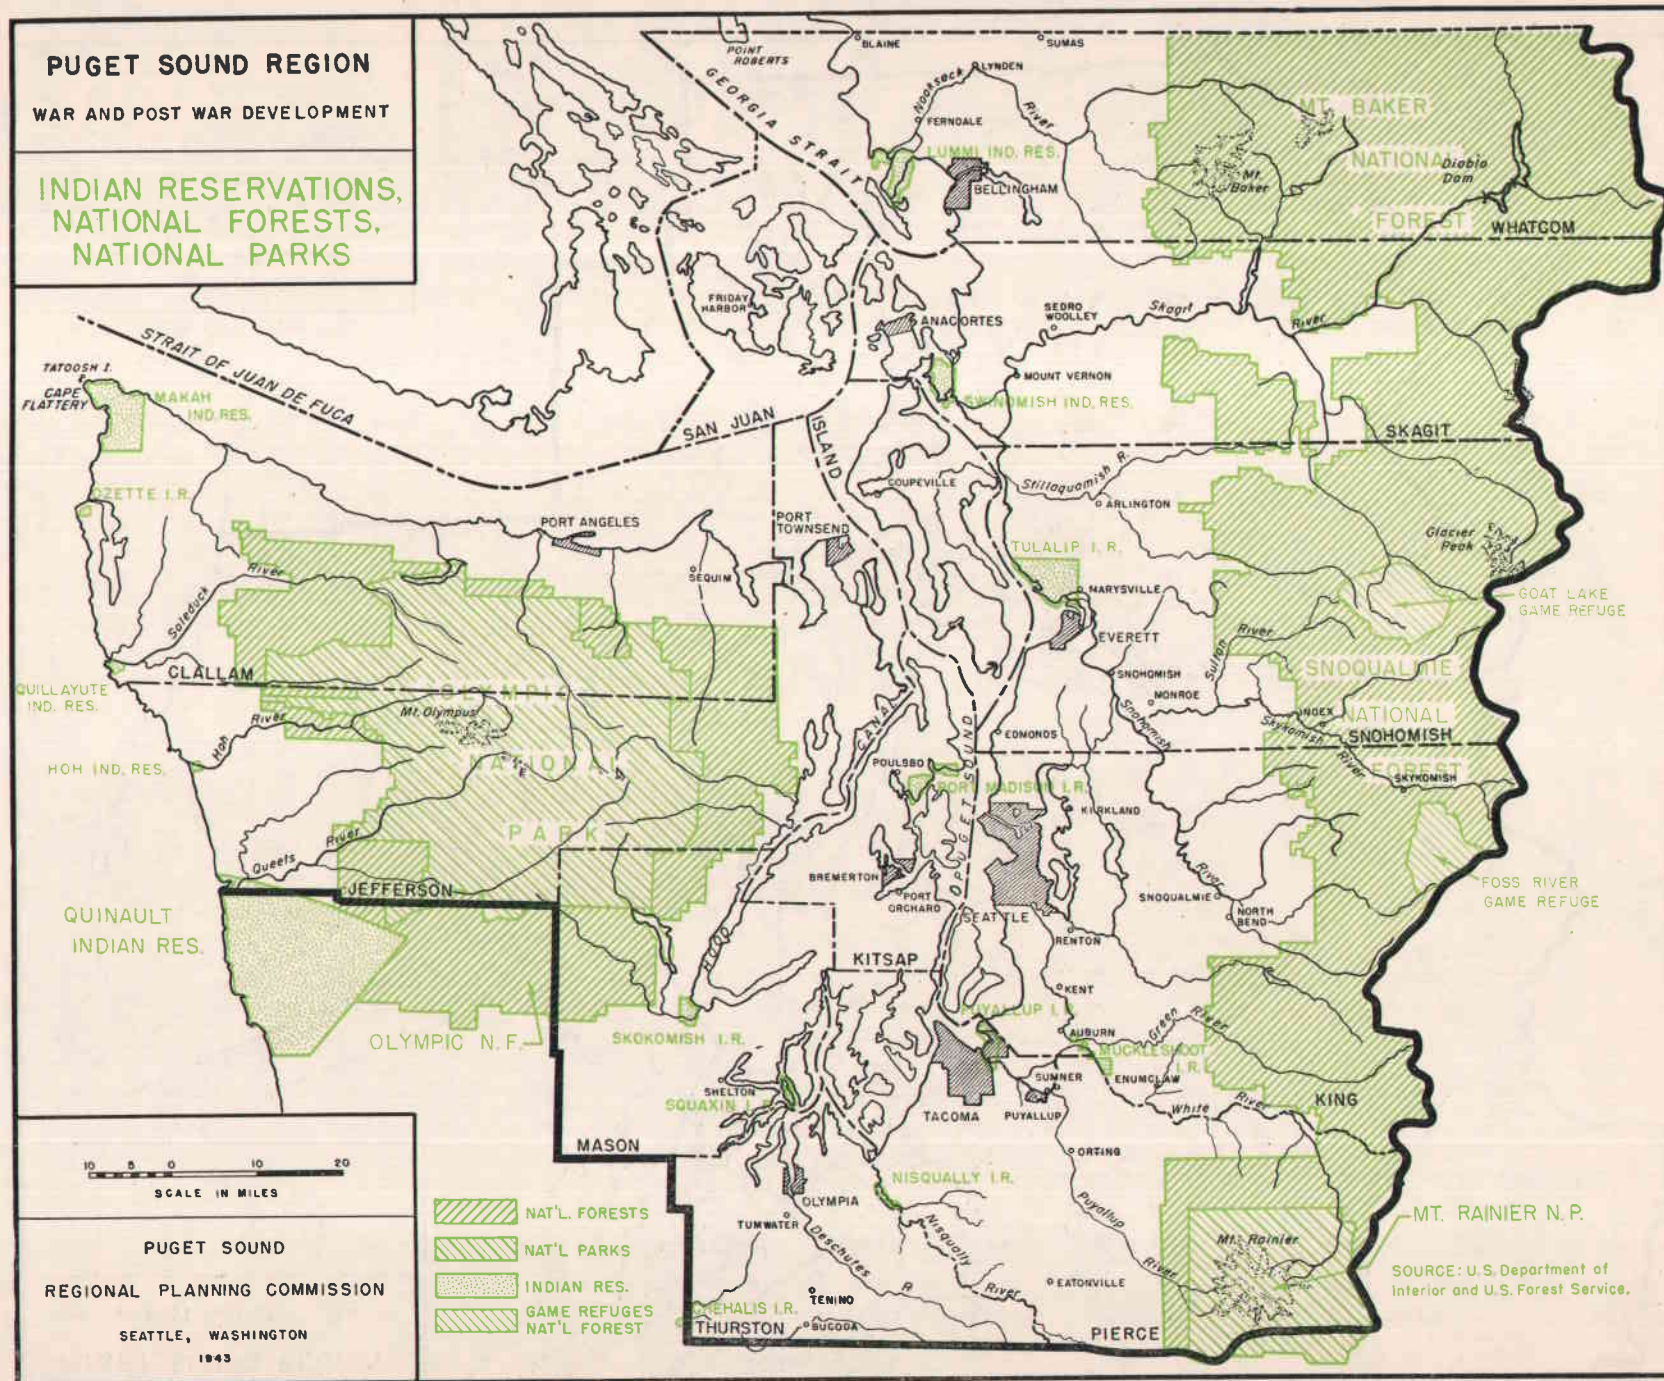 PUGET SOUND REGION
WAR AND POST WAR DEVELOPMENT
INDIAN RESERVATIONS,
NATIONAL FORESTS,
NATIONAL PARKS
POINT
ROBERTS
BLAINE
SUMAS
GEORGIA STRAIT
Nooksack River
LYNDEN
FERNDALE
LUMMI IND. RES.
BELLINGHAM
MT. BAKER
NATIONAL
FOREST
Mt.
Baker
Diablo
Dam
WHATCOM
FRIDAY
HARBOR
ANACORTES
SEDRO
WOOLLEY
Skagit River
MOUNT VERNON
SWINOMISH IND. RES.
STRAIT OF JUAN DE FUCA
TATOOSH I.
CAPE
FLATTERY
MAKAH
IND. RES.
SAN JUAN
ISLAND
SKAGIT
OZETTE I.R.
COUPEVILLE
Stillaquamish R.
ARLINGTON
PORT ANGELES
PORT
TOWNSEND
SEQUIM
TULALIP I.R.
MARYSVILLE
EVERETT
Glacier
Peak
GOAT LAKE
GAME REFUGE
Soleduck River
CLALLAM
QUILLAYUTE
IND. RES.
SNOHOMISH
MONROE
Sultan River
SNOQUALMIE
NATIONAL
FOREST
INDEX
Skykomish River
SNOHOMISH
SKYKOMISH
Snohomish River
OLYMPIC
NATIONAL
PARK
Mt. Olympus
Hoh River
HOH IND. RES.
HOOD CANAL
EDMONDS
POULSBO
PORT MADISON I.R.
PUGET SOUND
KIRKLAND
Queets River
JEFFERSON
BREMERTON
PORT
ORCHARD
SEATTLE
RENTON
SNOQUALMIE
NORTH
BEND
FOSS RIVER
GAME REFUGE
QUINAULT
INDIAN RES.
OLYMPIC N.F.
SKOKOMISH I.R.
KITSAP
KENT
PUYALLUP I.R.
AUBURN
Green River
MUCKLESHOOT
I.R.
ENUMCLAW
SUMNER
TACOMA
PUYALLUP
White River
KING
SHELTON
SQUAXIN I.R.
MASON
ORTING
NISQUALLY I.R.
OLYMPIA
TUMWATER
Deschutes R
Nisqually River
Puyallup River
EATONVILLE
MT. RAINIER N.P.
Mt. Rainier
TENINO
BUCODA
CHEHALIS I.R.
THURSTON
PIERCE
SOURCE: U.S. Department of
Interior and U.S. Forest Service.
10 5 0 10 20
SCALE IN MILES
PUGET SOUND
REGIONAL PLANNING COMMISSION
SEATTLE, WASHINGTON
1943
NAT'L. FORESTS
NAT'L PARKS
INDIAN RES.
GAME REFUGES
NAT'L FOREST